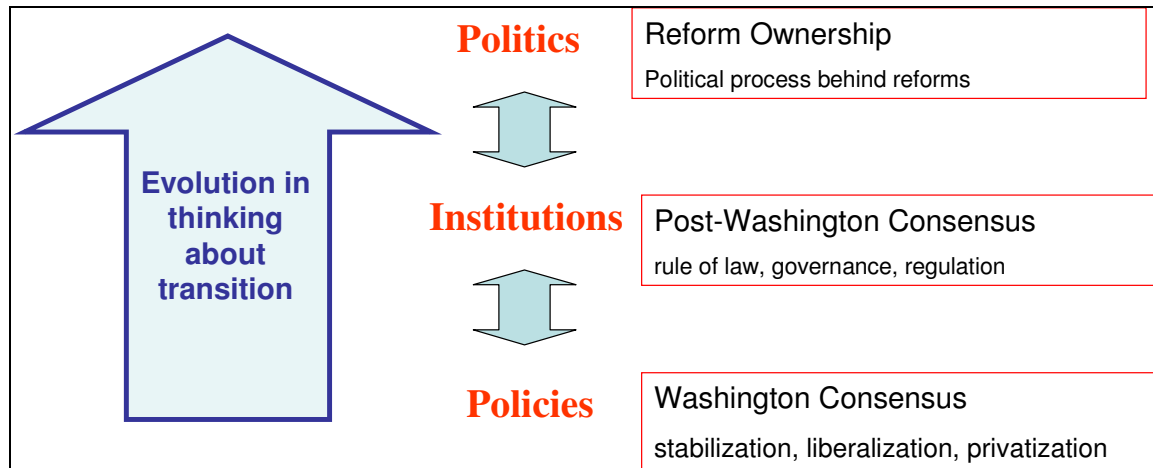 Politics
Reform Ownership
Political process behind reforms
Evolution in
thinking
about
transition
Institutions
Post-Washington Consensus
rule of law, governance, regulation
Policies
Washington Consensus
stabilization, liberalization, privatization